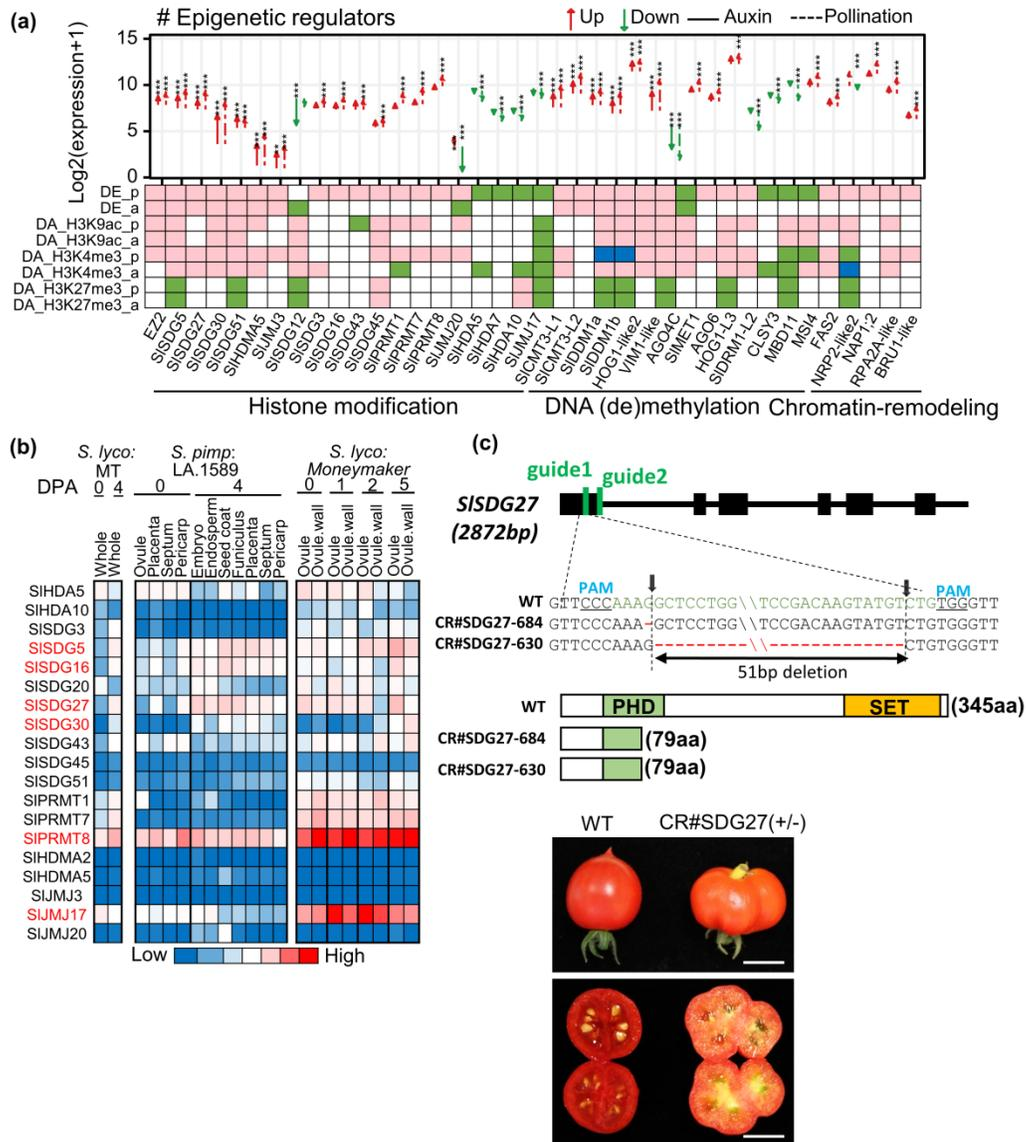 (a)
# Epigenetic regulators
Up Down Auxin Pollination
Log2(expression+1)
15
10
5
0
DE_p
DE_a
DA_H3K9ac_p
DA_H3K9ac_a
DA_H3K4me3_p
DA_H3K4me3_a
DA_H3K27me3_p
DA_H3K27me3_a
EZ2
SlSDG5
SlSDG27
SlSDG30
SlSDG51
SlHDMA5
SlJMJ3
SlSDG12
SlSDG3
SlSDG16
SlSDG43
SlSDG45
SlPRMT1
SlPRMT7
SlPRMT8
SlJMJ20
SlHDA5
SlHDA7
SlHDA10
SlJMJ17
SlCMT3-L1
SlCMT3-L2
SlDDM1a
SlDDM1b
HOG1-like2
VIM1-like
AGO4C
SlMET1
AGO6
HOG1-L3
SlDRM1-L2
CLSY3
MBD11
MSI4
FAS2
NRP2-like2
NAP1;2
RPA2A-like
BRU1-like
Histone modification
DNA (de)methylation
Chromatin-remodeling
(b)
S. lyco: S. pimp: S. lyco:
MT LA.1589 Moneymaker
DPA 0 4 0 4 0 1 2 5
Whole
Whole
Ovule
Placenta
Septum
Pericarp
Embryo
Endosperm
Seed coat
Funiculus
Placenta
Septum
Pericarp
Ovule
Ovule.wall
Ovule
Ovule.wall
Ovule
Ovule.wall
Ovule
Ovule.wall
SlHDA5
SlHDA10
SlSDG3
SlSDG5
SlSDG16
SlSDG20
SlSDG27
SlSDG30
SlSDG43
SlSDG45
SlSDG51
SlPRMT1
SlPRMT7
SlPRMT8
SlHDMA2
SlHDMA5
SlJMJ3
SlJMJ17
SlJMJ20
Low High
(c)
guide1
guide2
SlSDG27
(2872bp)
PAM PAM
WT GTTCCCAAAGGCTCCTGG\\TCCGACAAGTATGTCTGTGGGTT
CR#SDG27-684 GTTCCCAAA-GCTCCTGG\\TCCGACAAGTATGTCTGTGGGTT
CR#SDG27-630 GTTCCCAAAG--------\\---------------CTGTGGGTT
51bp deletion
WT PHD SET (345aa)
CR#SDG27-684 (79aa)
CR#SDG27-630 (79aa)
WT CR#SDG27(+/-)